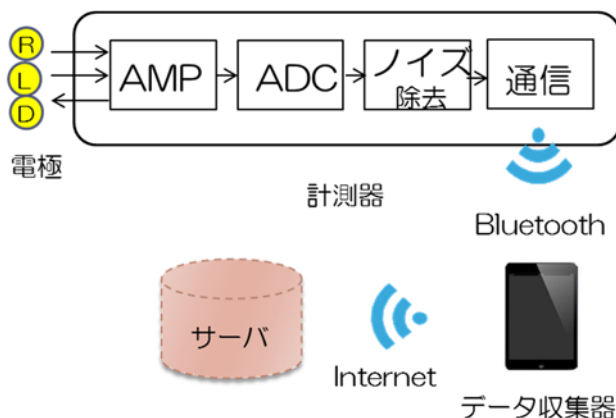 R
L
D
AMP
ADC
ノイズ
除去
通信
電極
計測器
Bluetooth
サーバ
Internet
データ収集器